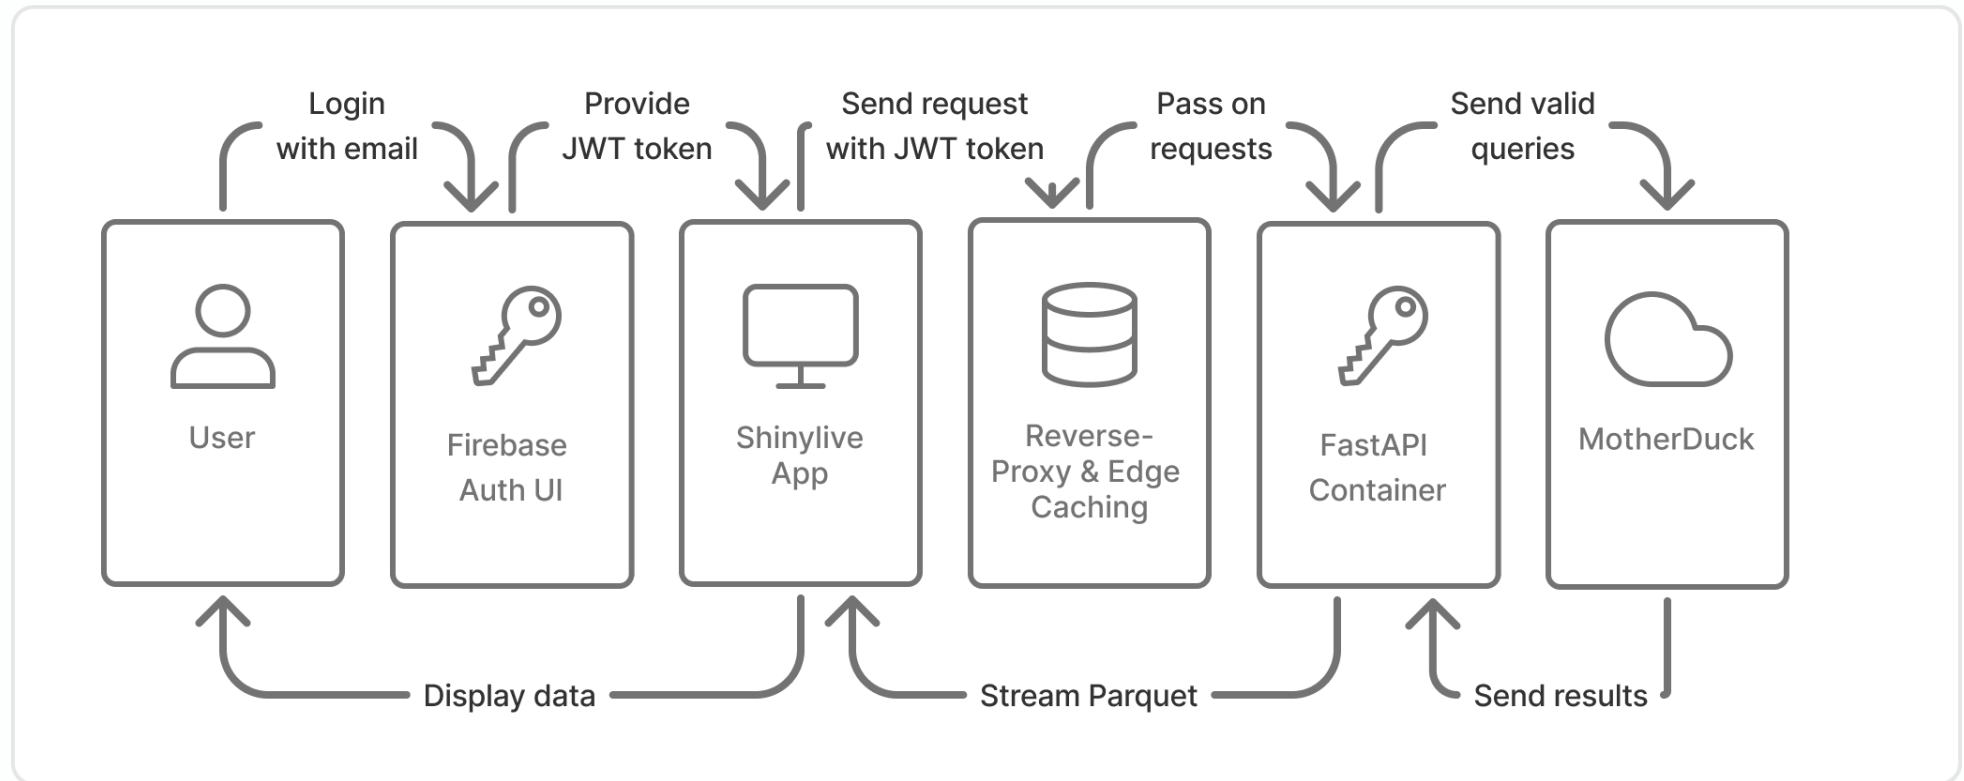 Login
with email
Provide
JWT token
Send request
with JWT token
Pass on
requests
Send valid
queries
User
Firebase
Auth UI
Shinylive
App
Reverse-
Proxy & Edge
Caching
FastAPI
Container
MotherDuck
Display data
Stream Parquet
Send results